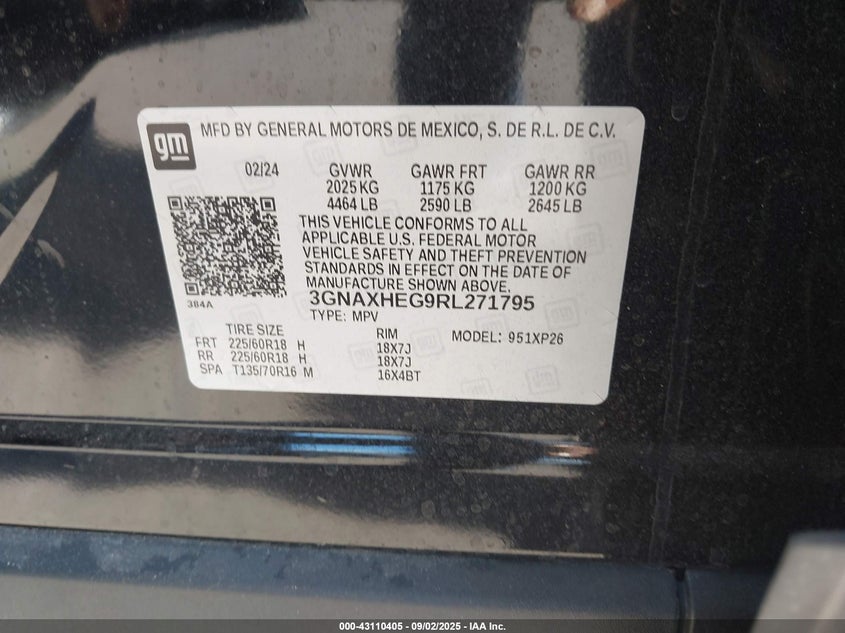 gm
MFD BY GENERAL MOTORS DE MEXICO, S. DE R.L. DE C.V.
02/24 GVWR GAWR FRT GAWR RR
2025 KG 1175 KG 1200 KG
4464 LB 2590 LB 2645 LB
THIS VEHICLE CONFORMS TO ALL
APPLICABLE U.S. FEDERAL MOTOR
VEHICLE SAFETY AND THEFT PREVENTION
STANDARDS IN EFFECT ON THE DATE OF
MANUFACTURE SHOWN ABOVE.
384A
3GNAXHEG9RL271795
TYPE: MPV
TIRE SIZE RIM MODEL: 951XP26
FRT 225/60R18 H 18X7J
RR 225/60R18 H 18X7J
SPA T135/70R16 M 16X4BT
000-43110405 - 09/02/2025 - IAA Inc.